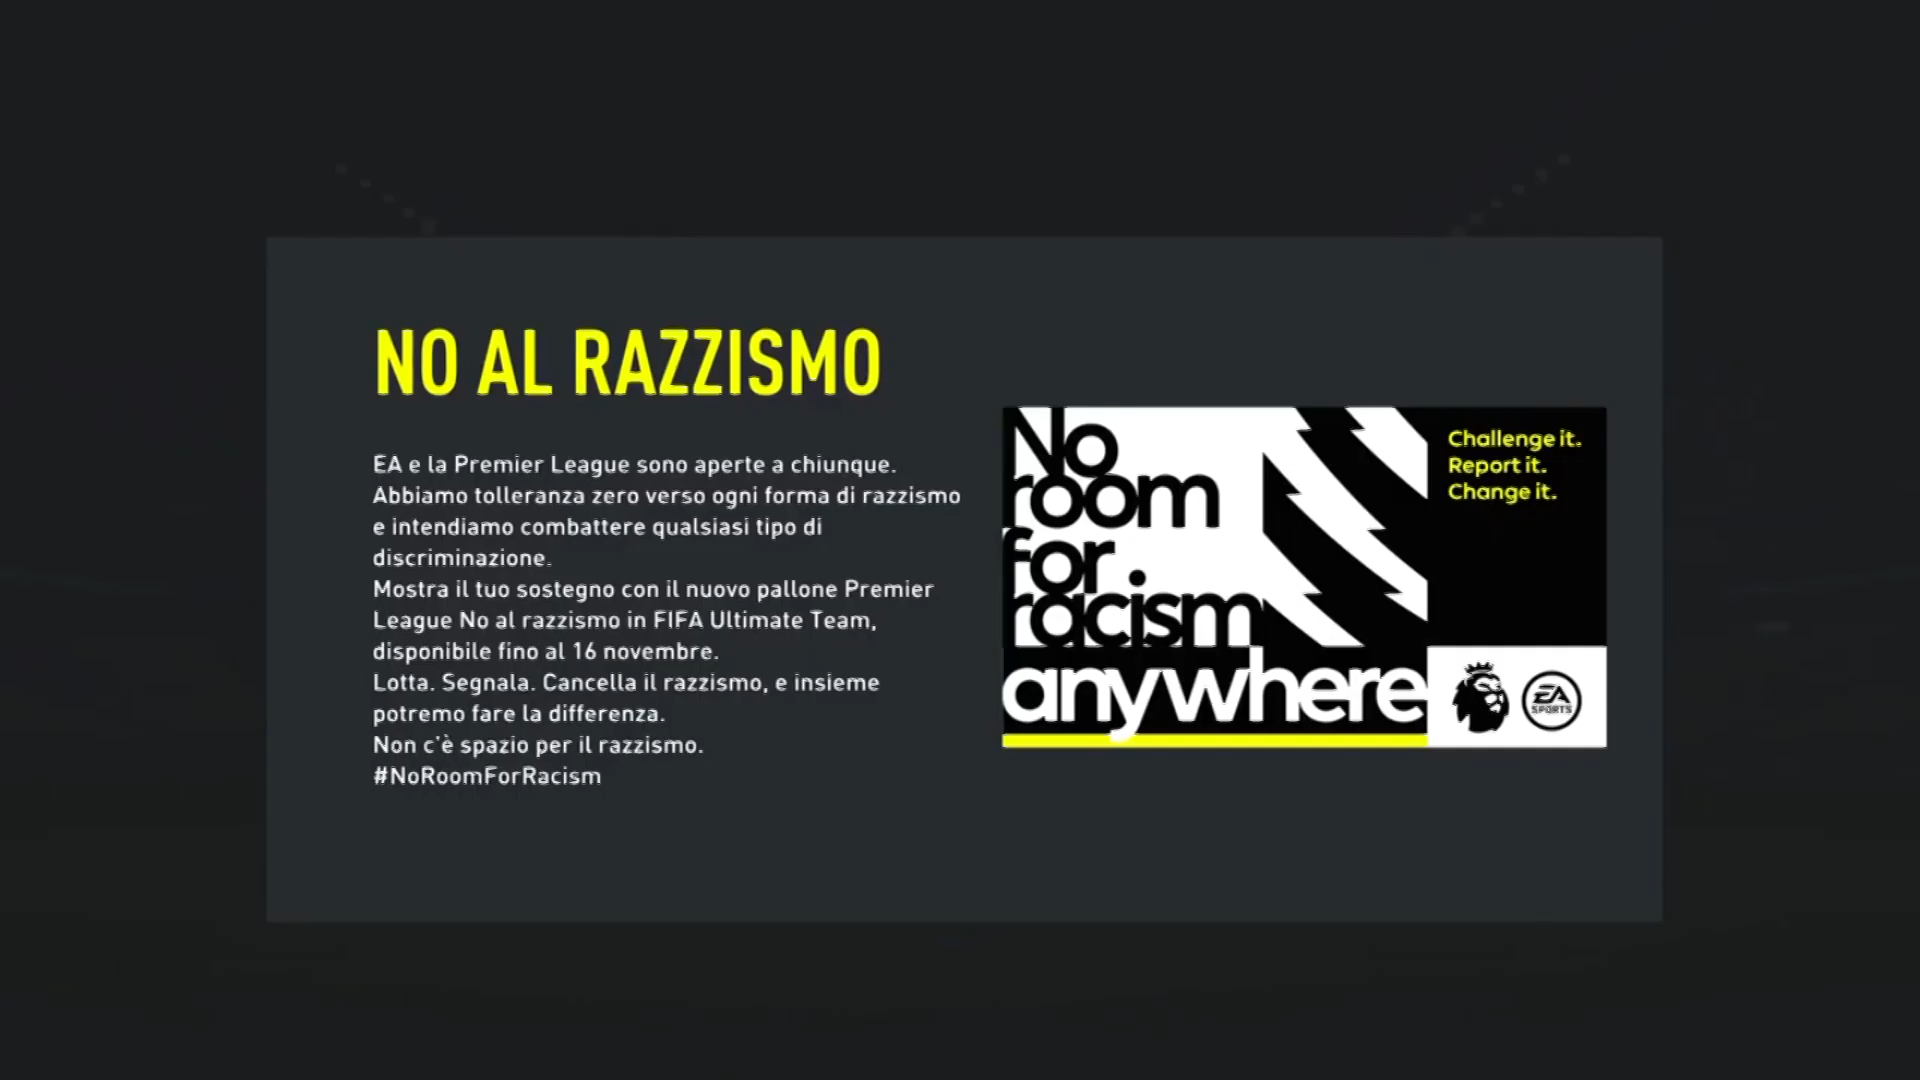 NO AL RAZZISMO
EA e la Premier League sono aperte a chiunque.
Abbiamo tolleranza zero verso ogni forma di razzismo
e intendiamo combattere qualsiasi tipo di
discriminazione.
Mostra il tuo sostegno con il nuovo pallone Premier
League No al razzismo in FIFA Ultimate Team,
disponibile fino al 16 novembre.
Lotta. Segnala. Cancella il razzismo, e insieme
potremo fare la differenza.
Non c'è spazio per il razzismo.
#NoRoomForRacism
No
room
for
racism
anywhere
Challenge it.
Report it.
Change it.
EA
SPORTS